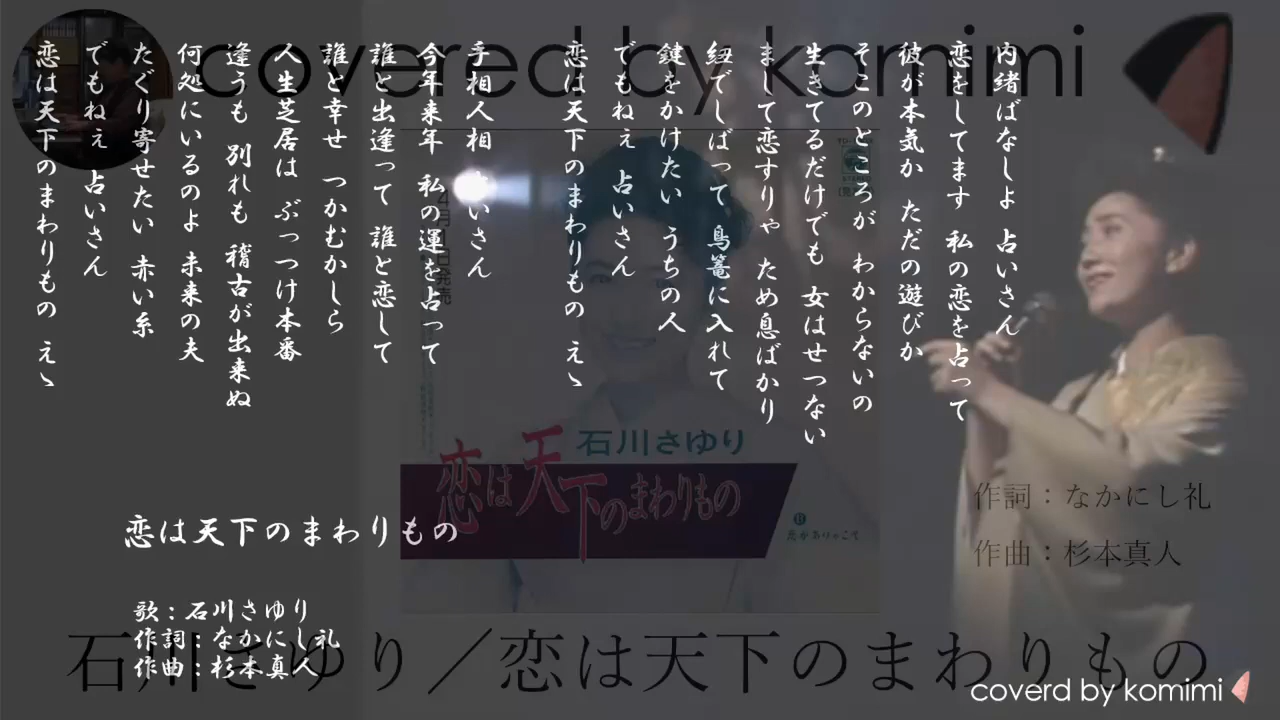 covered by komimi
内緒ばなしよ 占いさん
恋をしてます 私の恋を占って
彼が本気か ただの遊びか
そこのところが わからないの
生きてるだけでも 女はせつない
まして恋すりゃ ため息ばかり
紐でしばって 鳥篭に入れて
鍵をかけたい うちの人
でもねぇ 占いさん
恋は天下のまわりもの えゝ
手相人相 いさん
今年来年 私の運を占って
誰と出逢って 誰と恋して
誰と幸せ つかむかしら
人生芝居は ぶっつけ本番
逢うも 別れも 稽古が出来ぬ
何処にいるのよ 未来の夫
たぐり寄せたい 赤い糸
でもねぇ 占いさん
恋は天下のまわりもの えゝ
石川さゆり
恋は天下のまわりもの
作詞：なかにし礼
作曲：杉本真人
恋は天下のまわりもの
歌：石川さゆり
作詞：なかにし礼
作曲：杉本真人
石川さゆり／恋は天下のまわりもの
coverd by komimi